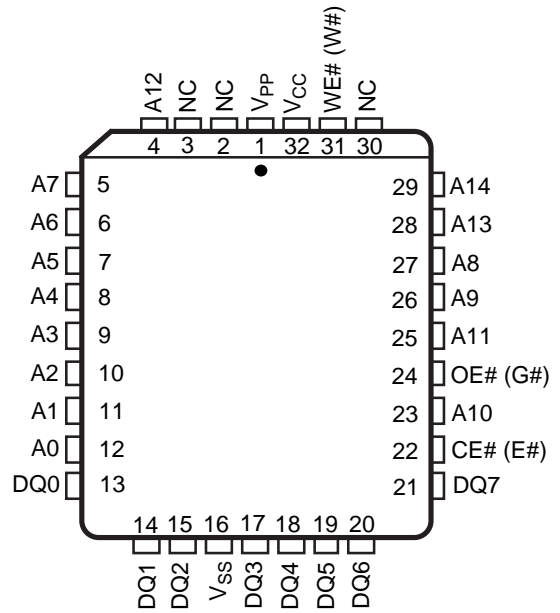 A12 NC NC VPP VCC WE# (W#) NC
4 3 2 1 32 31 30
A7 5 29 A14
A6 6 28 A13
A5 7 27 A8
A4 8 26 A9
A3 9 25 A11
A2 10 24 OE# (G#)
A1 11 23 A10
A0 12 22 CE# (E#)
DQ0 13 21 DQ7
14 15 16 17 18 19 20
DQ1 DQ2 VSS DQ3 DQ4 DQ5 DQ6